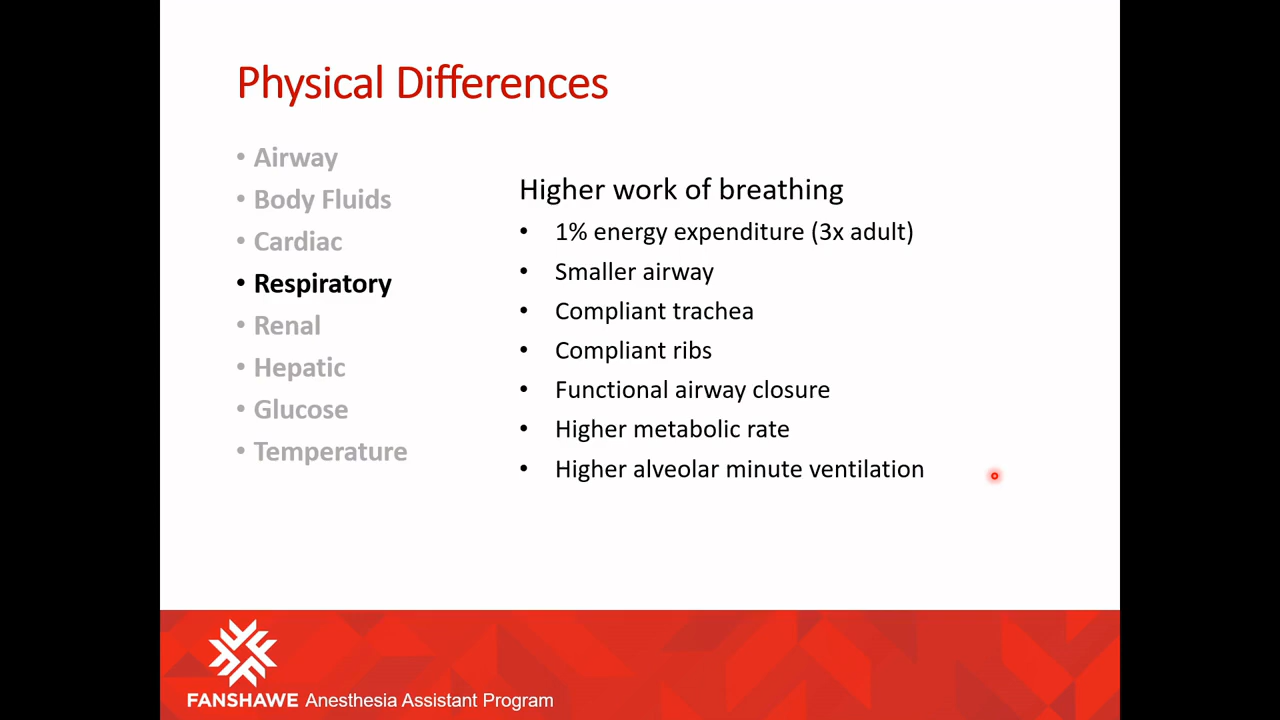 Physical Differences
• Airway
• Body Fluids
• Cardiac
• Respiratory
• Renal
• Hepatic
• Glucose
• Temperature
Higher work of breathing
• 1% energy expenditure (3x adult)
• Smaller airway
• Compliant trachea
• Compliant ribs
• Functional airway closure
• Higher metabolic rate
• Higher alveolar minute ventilation
FANSHAWE Anesthesia Assistant Program